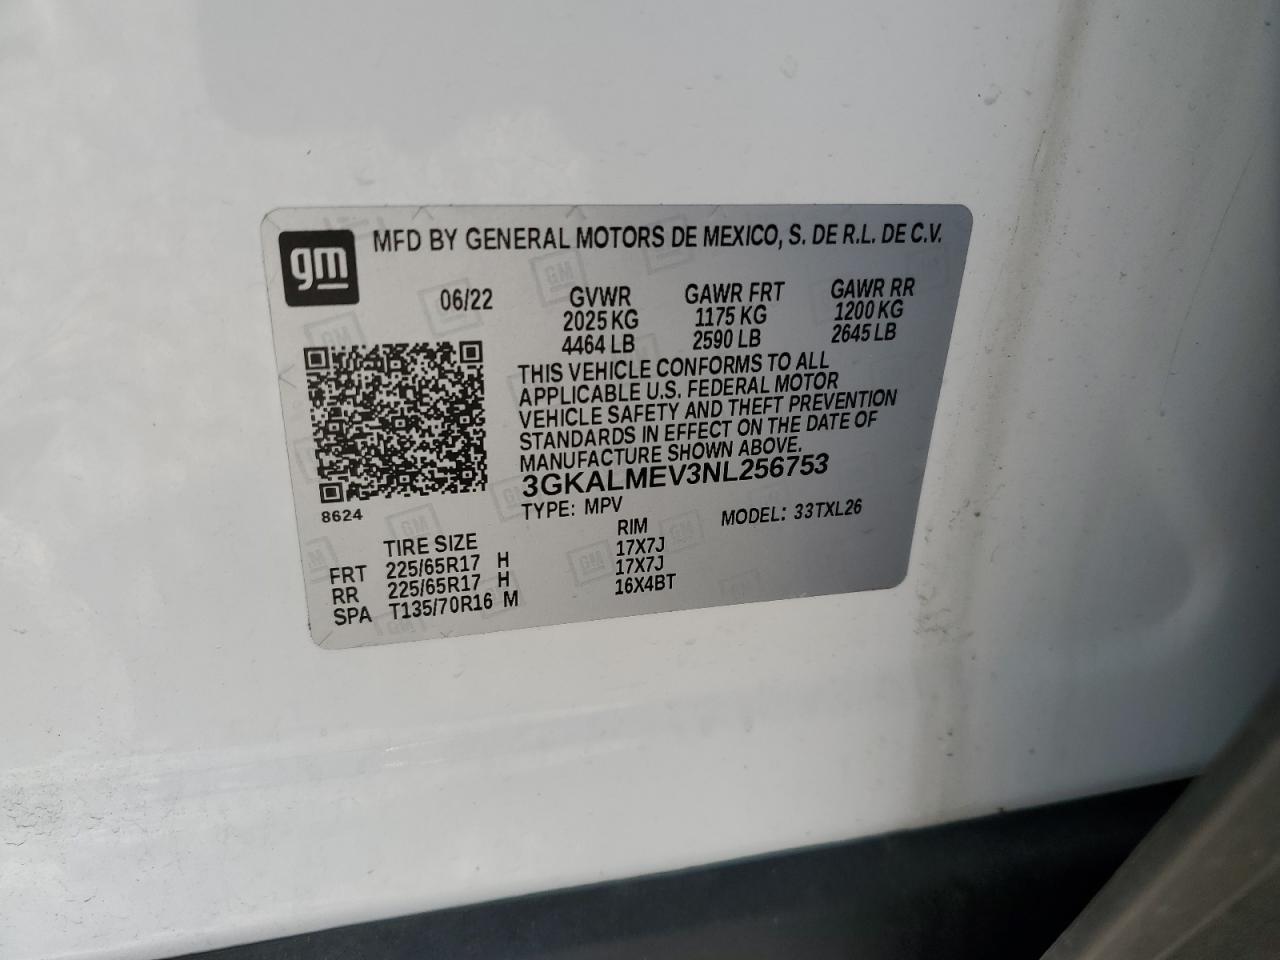 gm
MFD BY GENERAL MOTORS DE MEXICO, S. DE R.L. DE C.V.
06/22 GVWR GAWR FRT GAWR RR
2025 KG 1175 KG 1200 KG
4464 LB 2590 LB 2645 LB
THIS VEHICLE CONFORMS TO ALL
APPLICABLE U.S. FEDERAL MOTOR
VEHICLE SAFETY AND THEFT PREVENTION
STANDARDS IN EFFECT ON THE DATE OF
MANUFACTURE SHOWN ABOVE.
3GKALMEV3NL256753
8624 TYPE: MPV MODEL: 33TXL26
TIRE SIZE RIM
FRT 225/65R17 H 17X7J
RR 225/65R17 H 17X7J
SPA T135/70R16 M 16X4BT